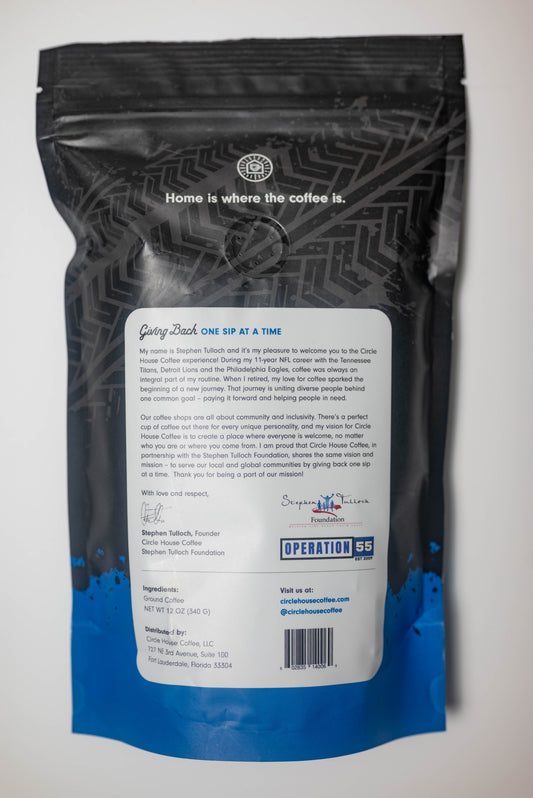 Home is where the coffee is.
Giving Back ONE SIP AT A TIME
My name is Stephen Tulloch and it's my pleasure to welcome you to the Circle
House Coffee experience! During my 11-year NFL career with the Tennessee
Titans, Detroit Lions and the Philadelphia Eagles, coffee was always an
integral part of my routine. When I retired, my love for coffee sparked the
beginning of a new journey. That journey is uniting diverse people behind
one common goal – paying it forward and helping people in need.
Our coffee shops are all about community and inclusivity. There's a perfect
cup of coffee out there for every unique personality, and my vision for Circle
House Coffee is to create a place where everyone is welcome, no matter
who you are or where you come from. I am proud that Circle House Coffee, in
partnership with the Stephen Tulloch Foundation, shares the same vision and
mission – to serve our local and global communities by giving back one sip
at a time. Thank you for being a part of our mission!
With love and respect,
Stephen Tulloch, Founder
Circle House Coffee
Stephen Tulloch Foundation
Stephen Tulloch
Foundation
OPERATION 55
EST 2009
Ingredients:
Ground Coffee
NET WT 12 OZ (340 G)
Distributed by:
Circle House Coffee, LLC
727 NE 3rd Avenue, Suite 100
Fort Lauderdale, Florida 33304
Visit us at:
circlehousecoffee.com
@circlehousecoffee